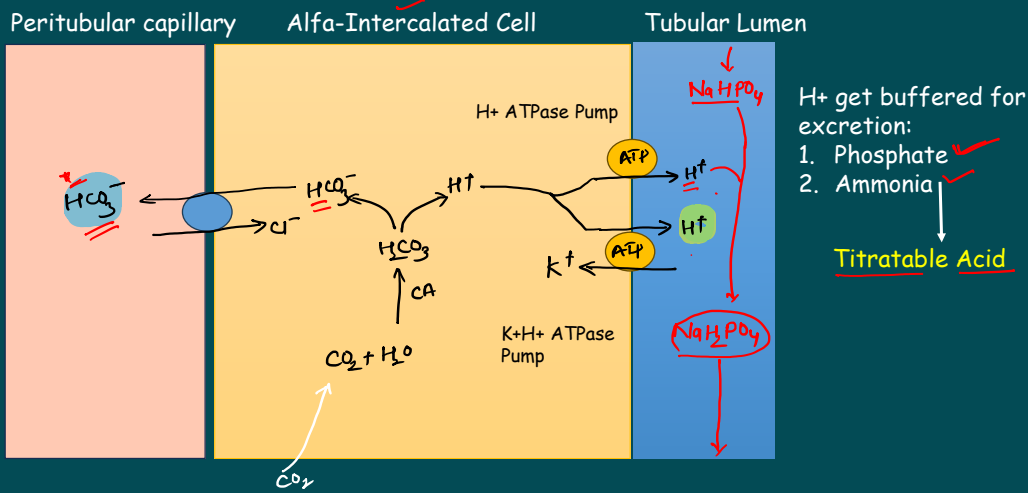 Peritubular capillary
Alfa-Intercalated Cell
Tubular Lumen
NaHPO₄
H+ get buffered for
excretion:
1. Phosphate
2. Ammonia
Titratable Acid
H+ ATPase Pump
ATP
H⁺
HCO₃⁻
HCO₃⁻
H⁺
Cl⁻
H₂CO₃
H⁺
K⁺
ATP
CA
CO₂ + H₂O
K+H+ ATPase
Pump
NaH₂PO₄
CO₂